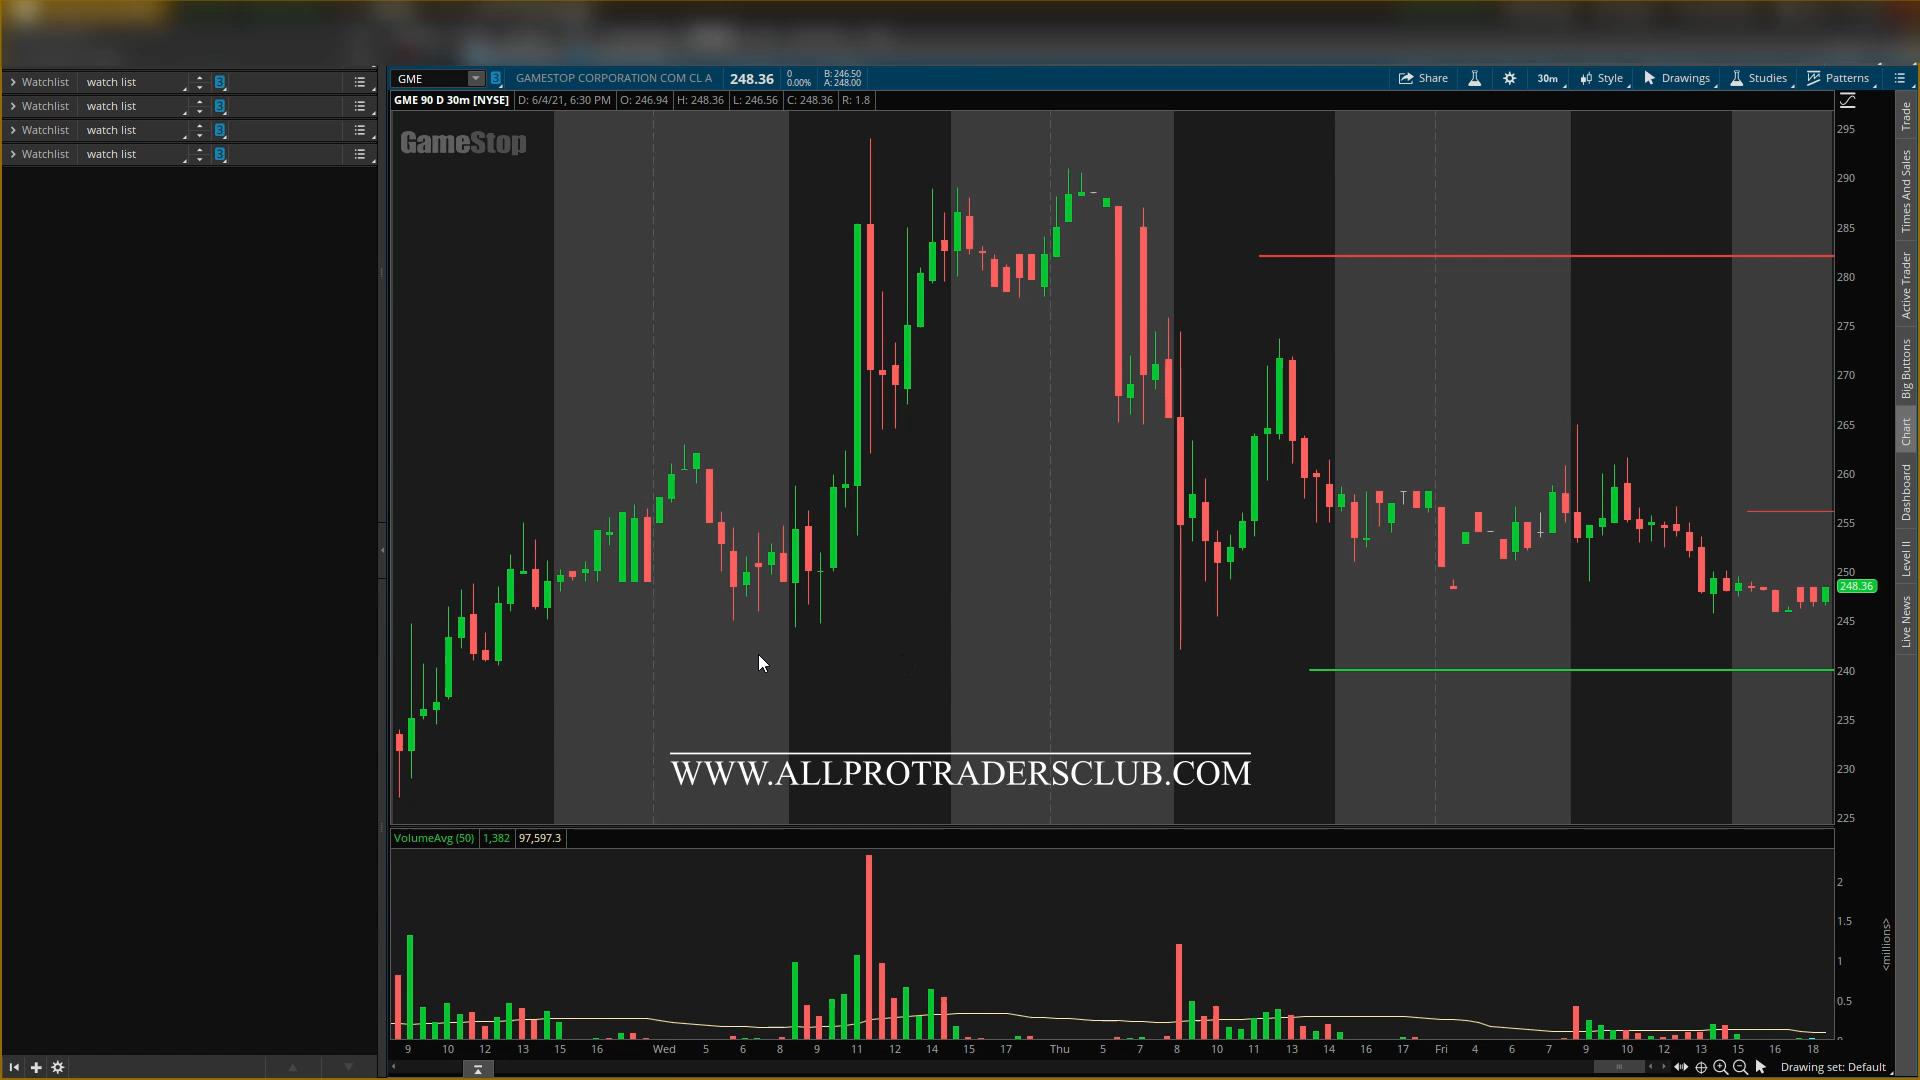 Watchlist watch list 3
Watchlist watch list 3
Watchlist watch list 3
Watchlist watch list 3
GME 3 GAMESTOP CORPORATION COM CL A 248.36 0 0.00% B: 246.50 A: 248.00 Share 30m Style Drawings Studies Patterns
GME 90 D 30m [NYSE] D: 6/4/21, 6:30 PM O: 246.94 H: 248.36 L: 246.56 C: 248.36 R: 1.8
GameStop
295
290
285
280
275
270
265
260
255
250
248.36
245
240
235
230
225
WWW.ALLPROTRADERSCLUB.COM
VolumeAvg (50) 1,382 97,597.3
2
1.5
1
0.5
<millions>
9 10 12 13 15 16 Wed 5 6 8 9 11 12 14 15 17 Thu 5 7 8 10 11 13 14 16 17 Fri 4 6 7 9 10 12 13 15 16 18
Drawing set: Default
Trade
Times And Sales
Active Trader
Big Buttons
Chart
Dashboard
Level II
Live News